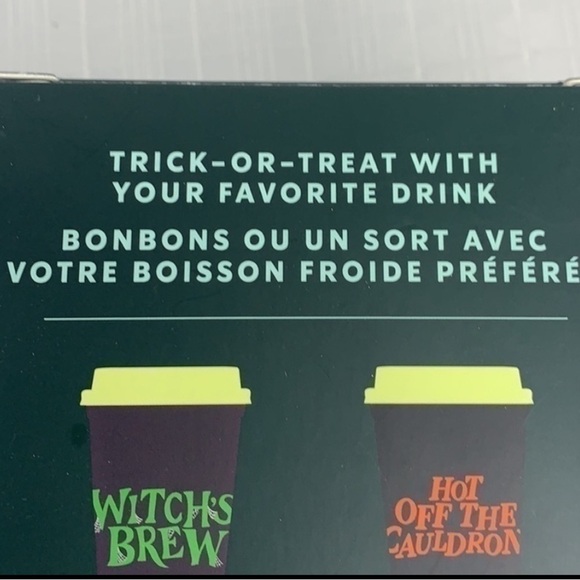 TRICK-OR-TREAT WITH
YOUR FAVORITE DRINK
BONBONS OU UN SORT AVEC
VOTRE BOISSON FROIDE PRÉFÉRÉ
WITCH'S
BREW
HOT
OFF THE
CAULDRON